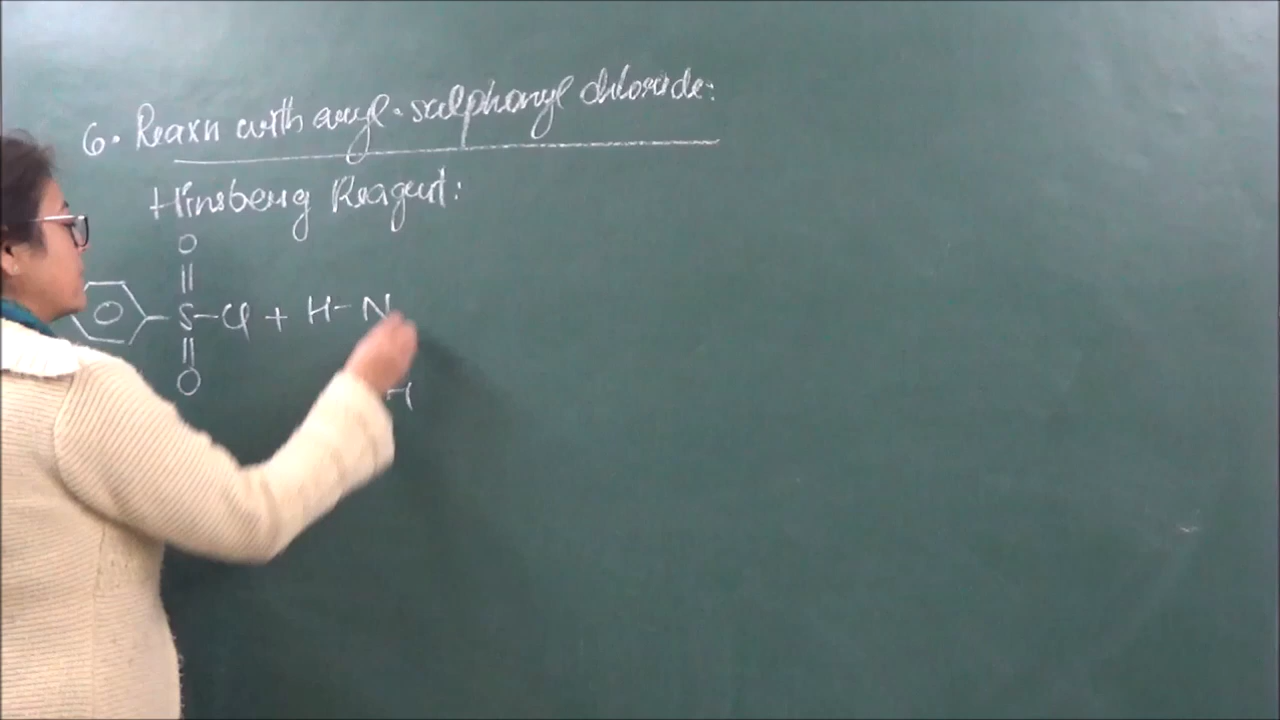 6. Reaxn with aryl-sulphonyl chloride:
Hinsberg Reagent:
O
||
S-Cl + H-N
||
O
H